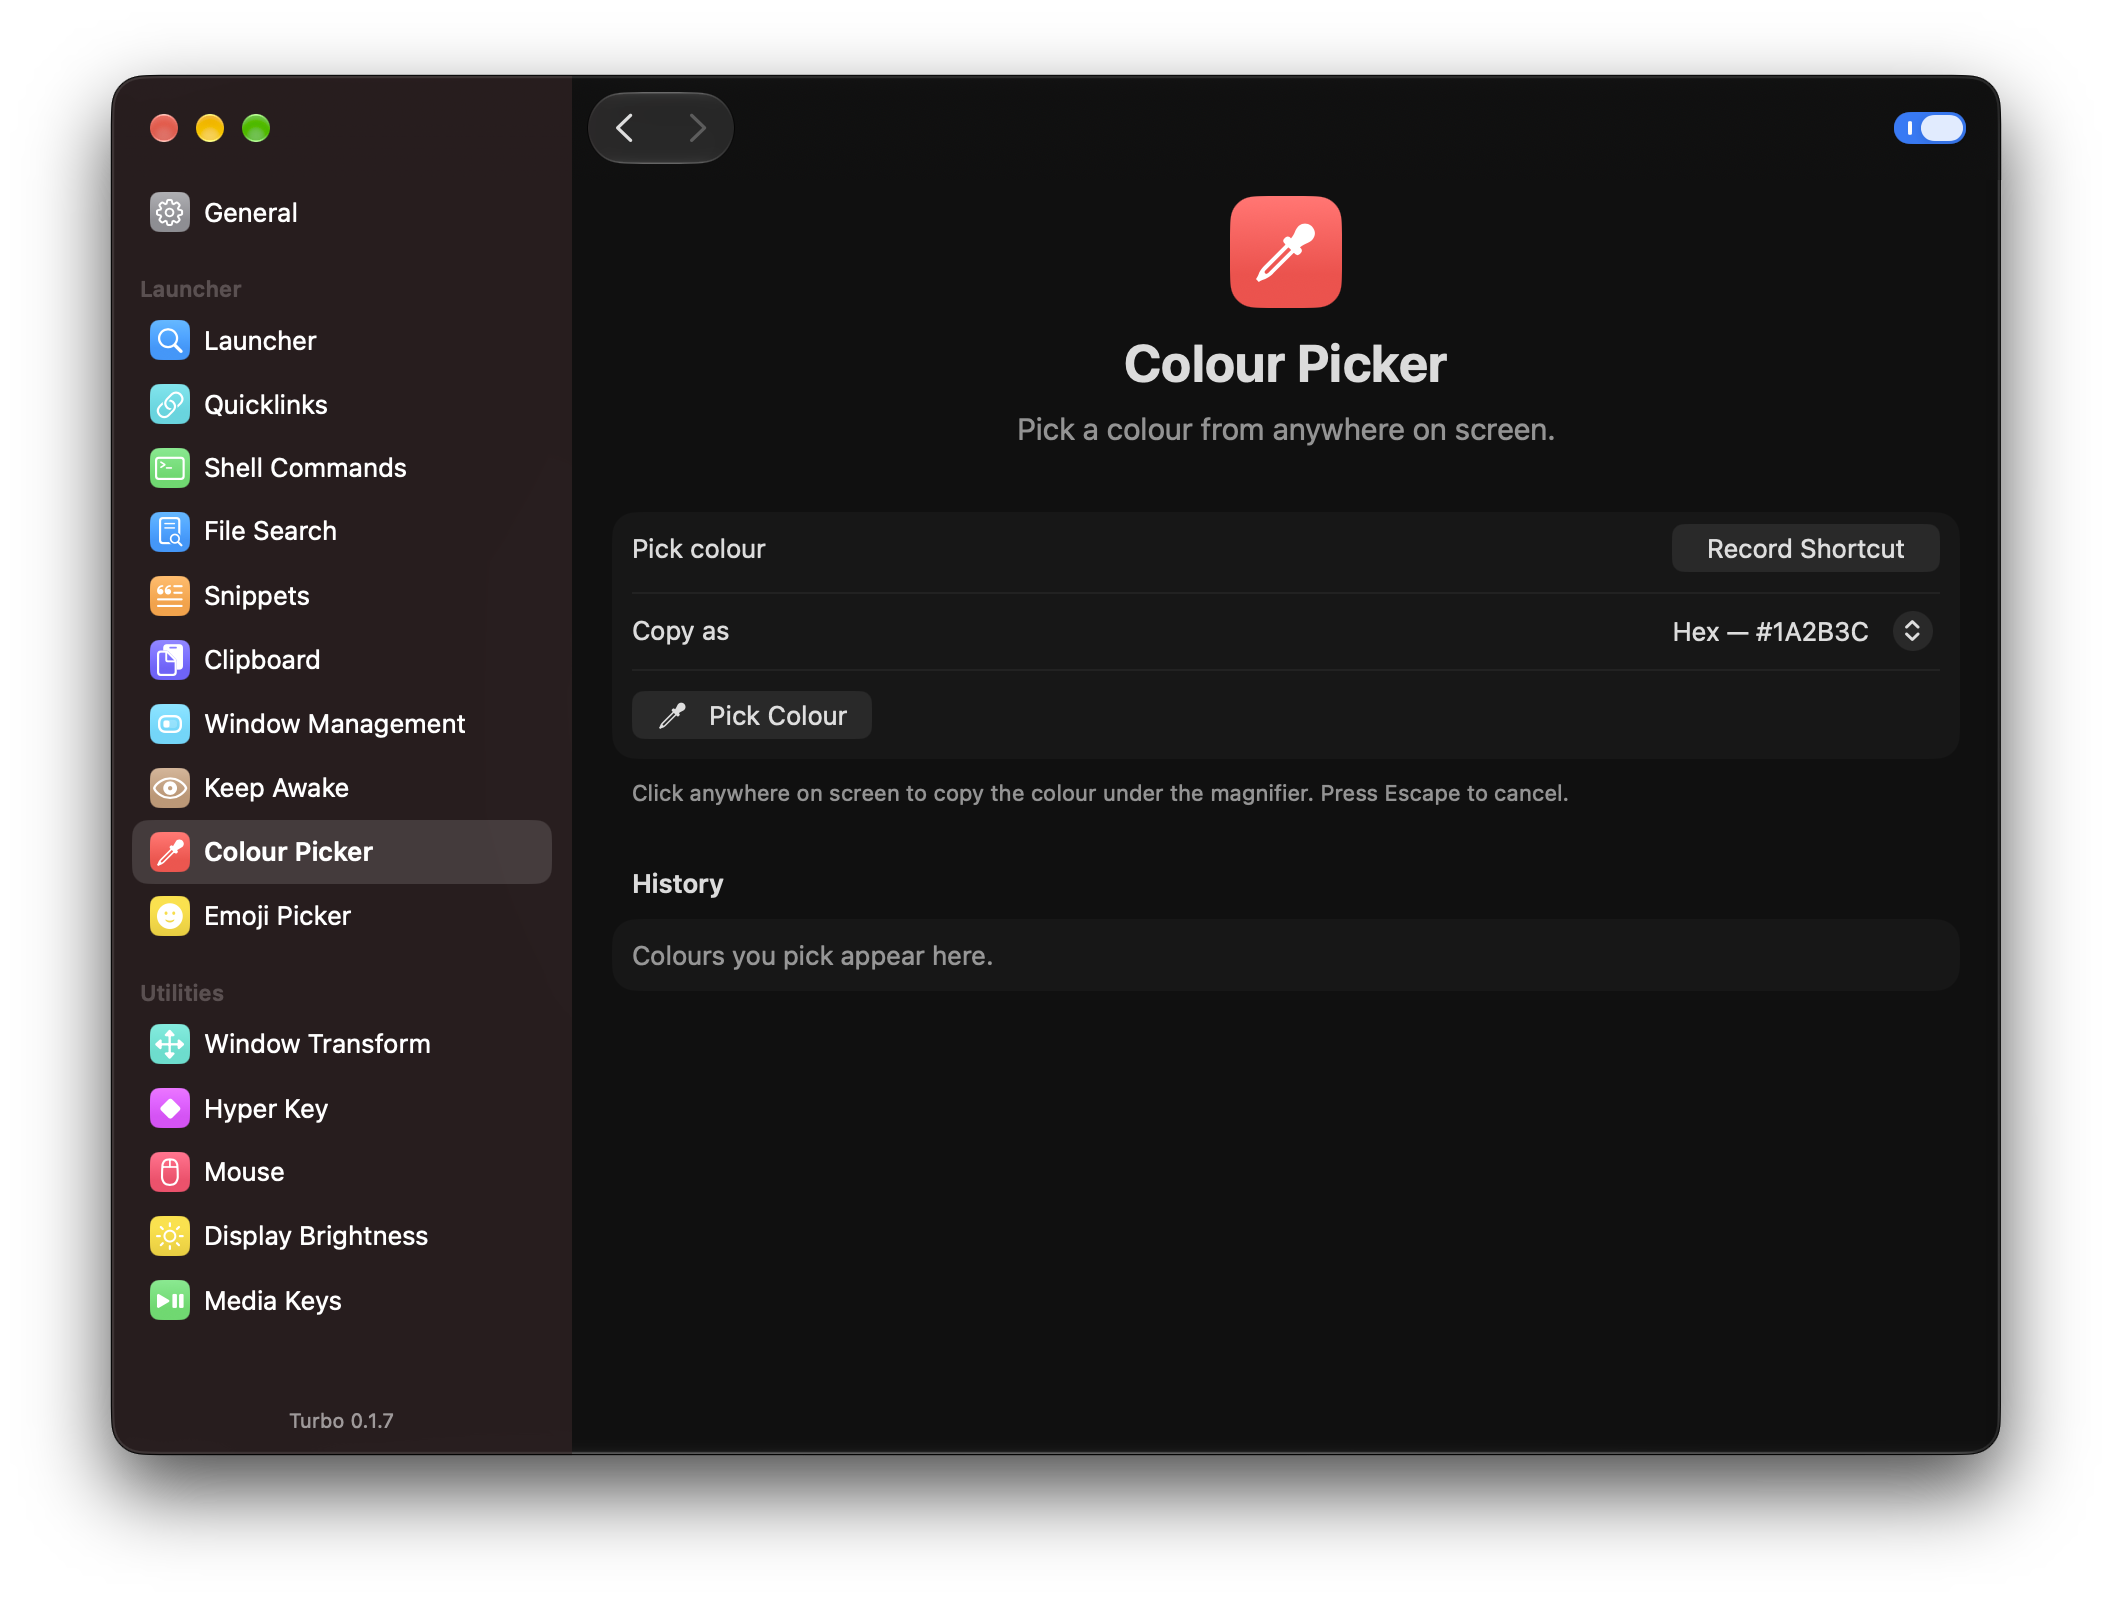 General
Launcher
Launcher
Quicklinks
Shell Commands
File Search
Snippets
Clipboard
Window Management
Keep Awake
Colour Picker
Emoji Picker
Utilities
Window Transform
Hyper Key
Mouse
Display Brightness
Media Keys
Turbo 0.1.7
Colour Picker
Pick a colour from anywhere on screen.
Pick colour Record Shortcut
Copy as Hex — #1A2B3C
Pick Colour
Click anywhere on screen to copy the colour under the magnifier. Press Escape to cancel.
History
Colours you pick appear here.